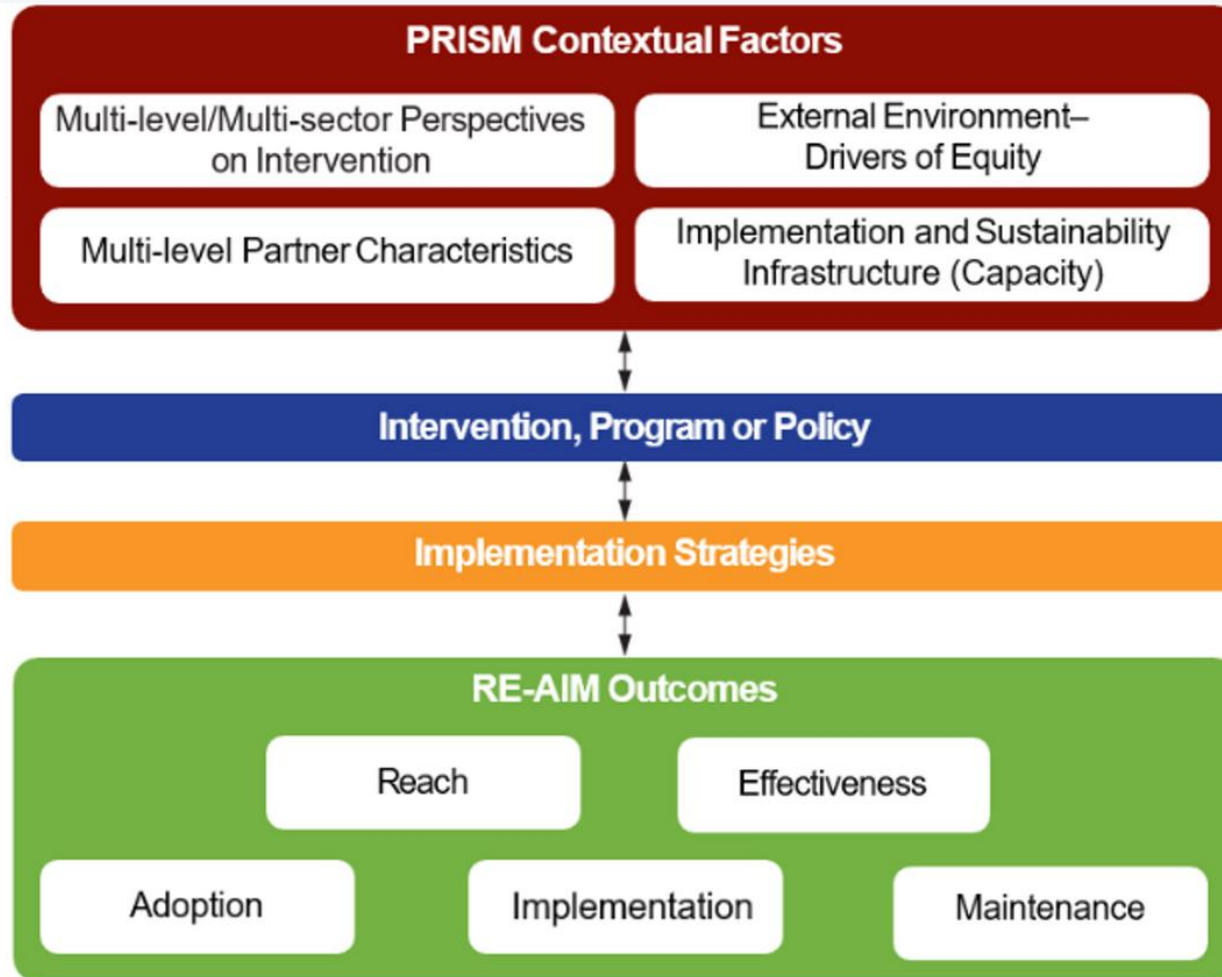 PRISM Contextual Factors
Multi-level/Multi-sector Perspectives
on Intervention
External Environment–
Drivers of Equity
Multi-level Partner Characteristics
Implementation and Sustainability
Infrastructure (Capacity)
Intervention, Program or Policy
Implementation Strategies
RE-AIM Outcomes
Reach
Effectiveness
Adoption
Implementation
Maintenance